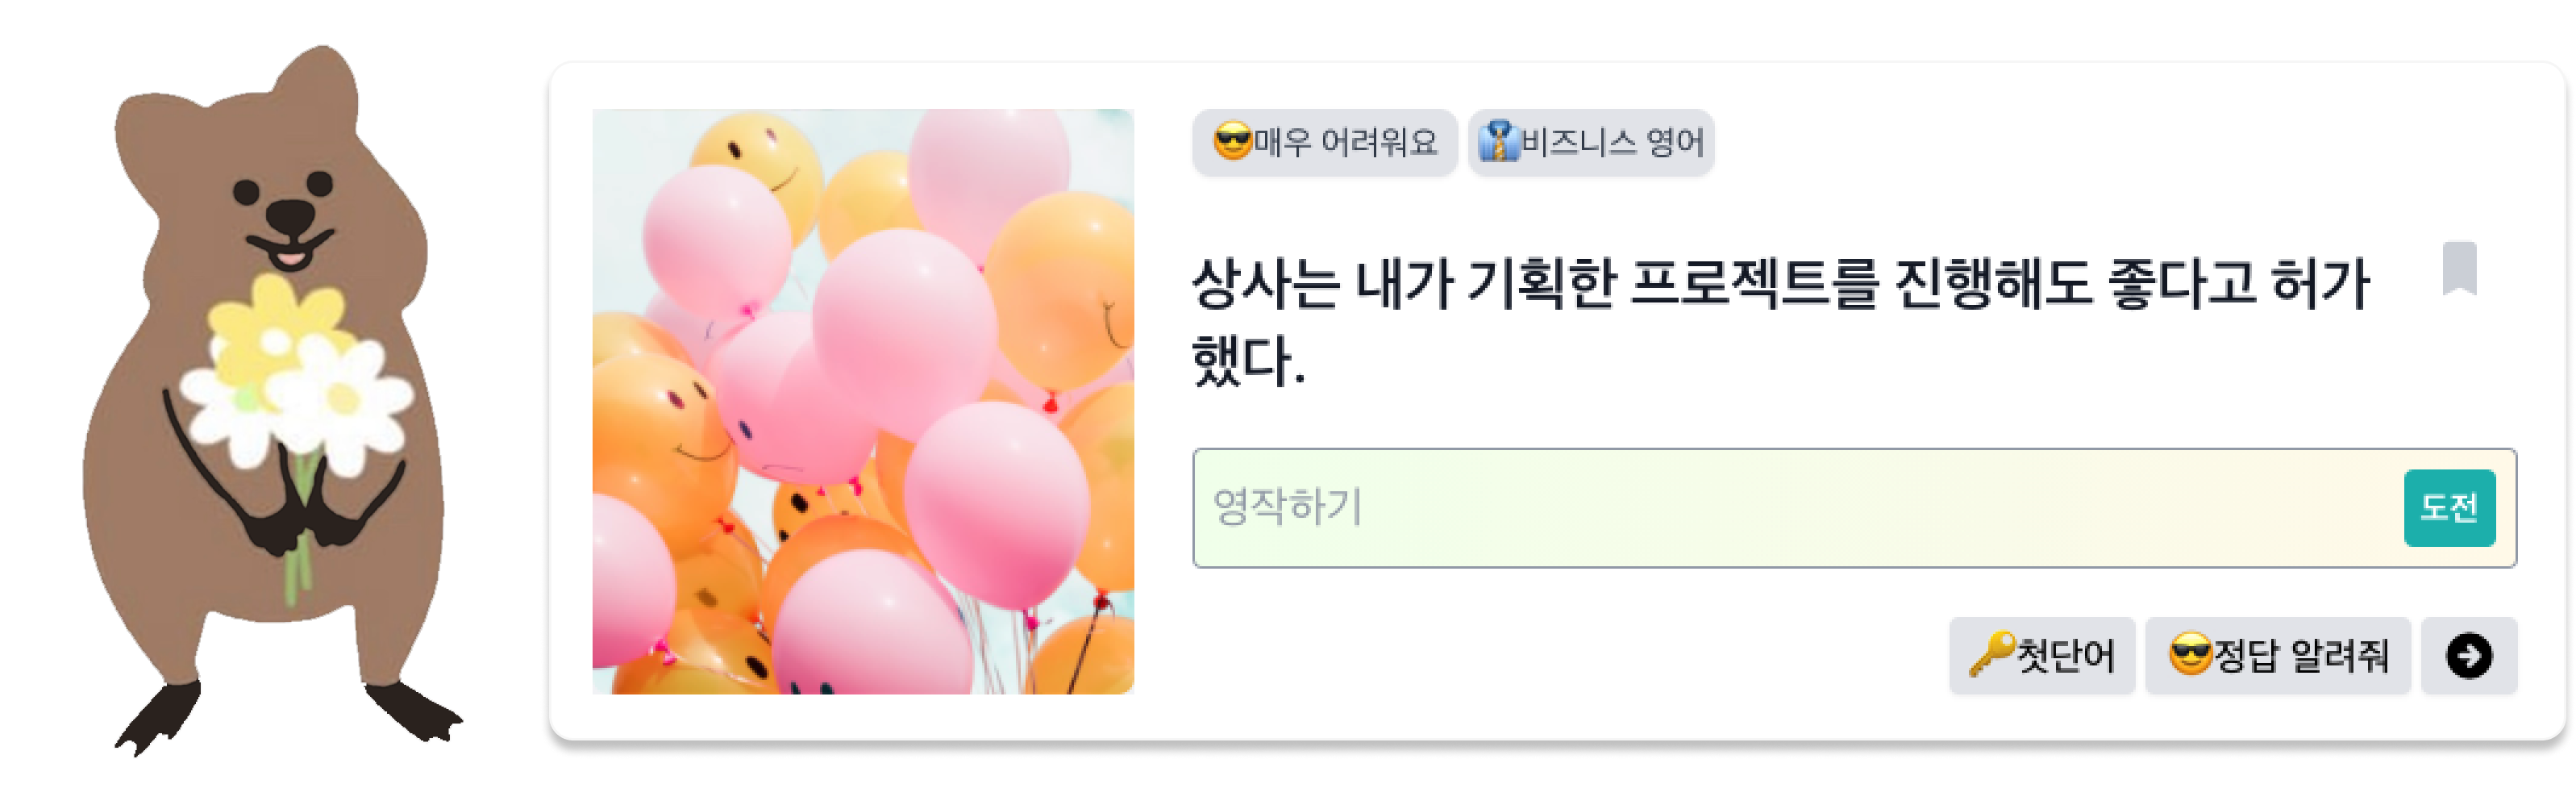 😎매우 어려워요 👔비즈니스 영어
상사는 내가 기획한 프로젝트를 진행해도 좋다고 허가
했다.
영작하기 도전
🔑첫단어 😎정답 알려줘